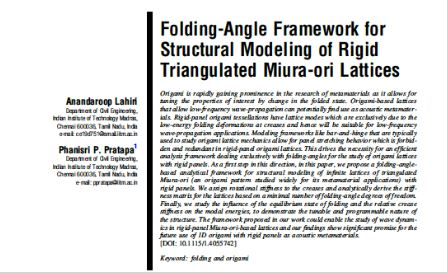 Folding-Angle Framework for
Structural Modeling of Rigid
Triangulated Miura-ori Lattices
Anandaroop Lahiri
Department of Civil Engineering,
Indian Institute of Technology Madras,
Chennai 600036, Tamil Nadu, India
e-mail: ce19d751@smail.iitm.ac.in
Phanisri P. Pratapa1
Department of Civil Engineering,
Indian Institute of Technology Madras,
Chennai 600036, Tamil Nadu, India
e-mail: ppratapa@iitm.ac.in
Origami is rapidly gaining prominence in the research of metamaterials as it allows for
tuning the properties of interest by change in the folded state. Origami-based lattices
that allow low-frequency wave-propagation can potentially find use as acoustic metamater-
ials. Rigid-panel origami tessellations have lattice modes which are exclusively due to the
low-energy folding deformations at creases and hence will be suitable for low-frequency
wave-propagation applications. Modeling frameworks like bar-and-hinge that are typically
used to study origami lattice mechanics allow for panel stretching behavior which is forbid-
den and redundant in rigid-panel origami lattices. This drives the necessity for an efficient
analysis framework dealing exclusively with folding-angles for the study of origami lattices
with rigid panels. As a first step in this direction, in this paper, we propose a folding-angle-
based analytical framework for structural modeling of infinite lattices of triangulated
Miura-ori (an origami pattern studied widely for its metamaterial applications) with
rigid panels. We assign rotational stiffness to the creases and analytically derive the stiff-
ness matrix for the lattices based on a minimal number of folding-angle degree of freedom.
Finally, we study the influence of the equilibrium state of folding and the relative crease
stiffness on the modal energies, to demonstrate the tunable and programmable nature of
the structure. The framework proposed in our work could enable the study of wave dynam-
ics in rigid-panel Miura-ori-based lattices and our findings show significant promise for the
future use of 1D origami with rigid panels as acoustic metamaterials.
[DOI: 10.1115/1.4055742]
Keyword: folding and origami